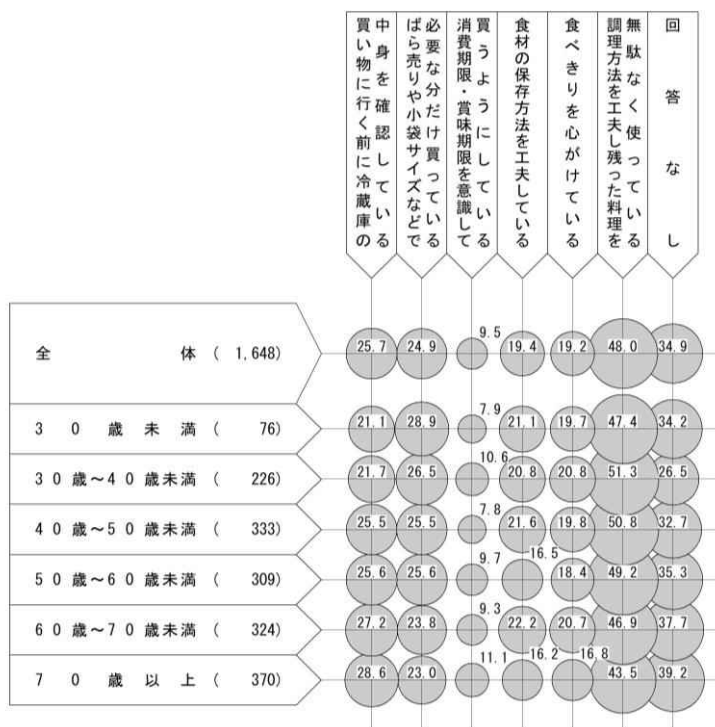 買い物に行く前に冷蔵庫の
中身を確認している
ばら売りや小袋サイズなどで
必要な分だけ買っている
消費期限・賞味期限を意識して
買うようにしている
食材の保存方法を工夫している
食べきりを心がけている
調理方法を工夫し残った料理を
無駄なく使っている
回答なし
全体 ( 1,648) 25.7 24.9 9.5 19.4 19.2 48.0 34.9
30歳未満 ( 76) 21.1 28.9 7.9 21.1 19.7 47.4 34.2
30歳～40歳未満 ( 226) 21.7 26.5 10.6 20.8 20.8 51.3 26.5
40歳～50歳未満 ( 333) 25.5 25.5 7.8 21.6 19.8 50.8 32.7
50歳～60歳未満 ( 309) 25.6 25.6 9.7 16.5 18.4 49.2 35.3
60歳～70歳未満 ( 324) 27.2 23.8 9.3 22.2 20.7 46.9 37.7
70歳以上 ( 370) 28.6 23.0 11.1 16.2 16.8 43.5 39.2